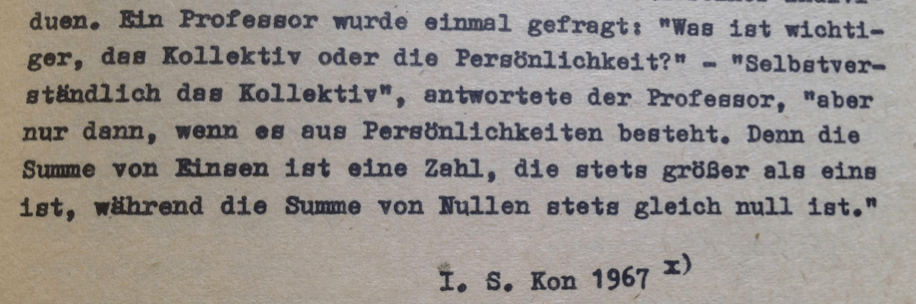 duen. Ein Professor wurde einmal gefragt: "Was ist wichti-
ger, das Kollektiv oder die Persönlichkeit?" - "Selbstver-
ständlich das Kollektiv", antwortete der Professor, "aber
nur dann, wenn es aus Persönlichkeiten besteht. Denn die
Summe von Einsen ist eine Zahl, die stets größer als eins
ist, während die Summe von Nullen stets gleich null ist."
I. S. Kon 1967 x)